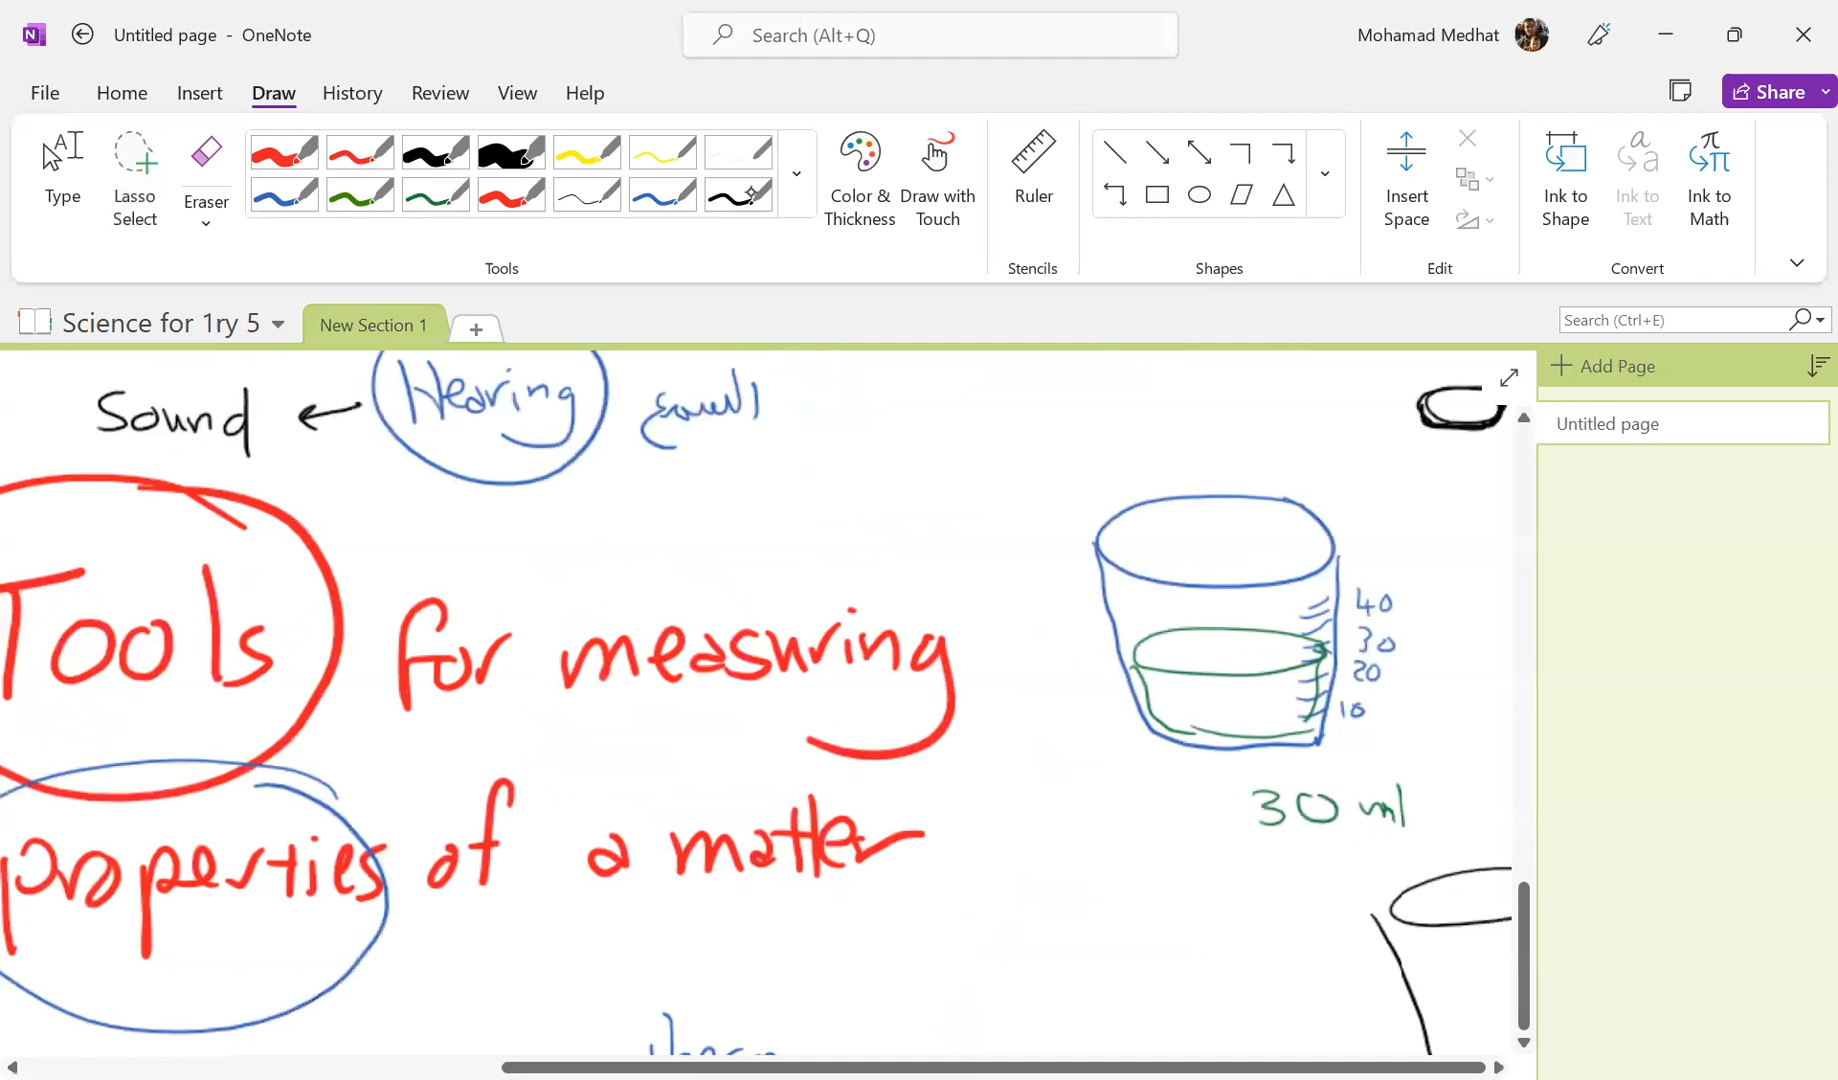 Untitled page - OneNote
Search (Alt+Q)
Mohamad Medhat
File Home Insert Draw History Review View Help
Share
Type
Lasso Select
Eraser
Color & Thickness
Draw with Touch
Ruler
Insert Space
Ink to Shape
Ink to Text
Ink to Math
Tools
Stencils
Shapes
Edit
Convert
Science for 1ry 5
New Section 1
Search (Ctrl+E)
Add Page
Untitled page
Sound ← Hearing
Tools for measuring
properties of a matter
40
30
20
10
30 ml